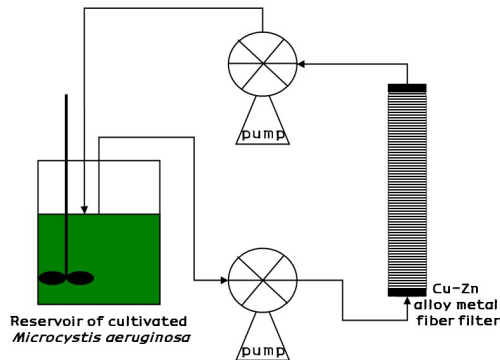 pump
Cu-Zn
alloy metal
fiber filter
Reservoir of cultivated
Microcystis aeruginosa
pump